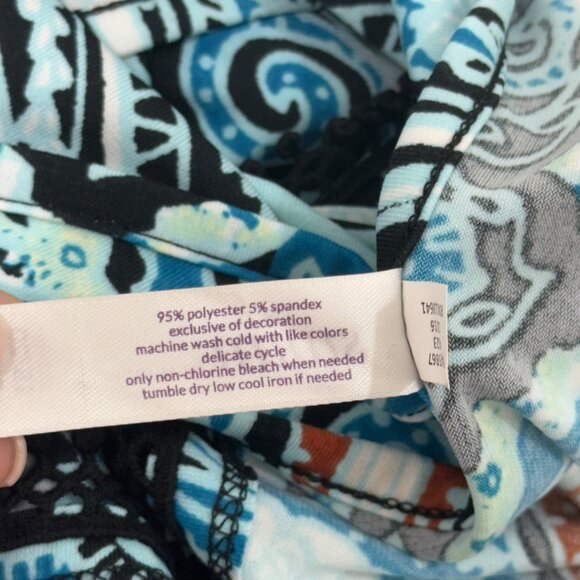 95% polyester 5% spandex
exclusive of decoration
machine wash cold with like colors
delicate cycle
only non-chlorine bleach when needed
tumble dry low cool iron if needed